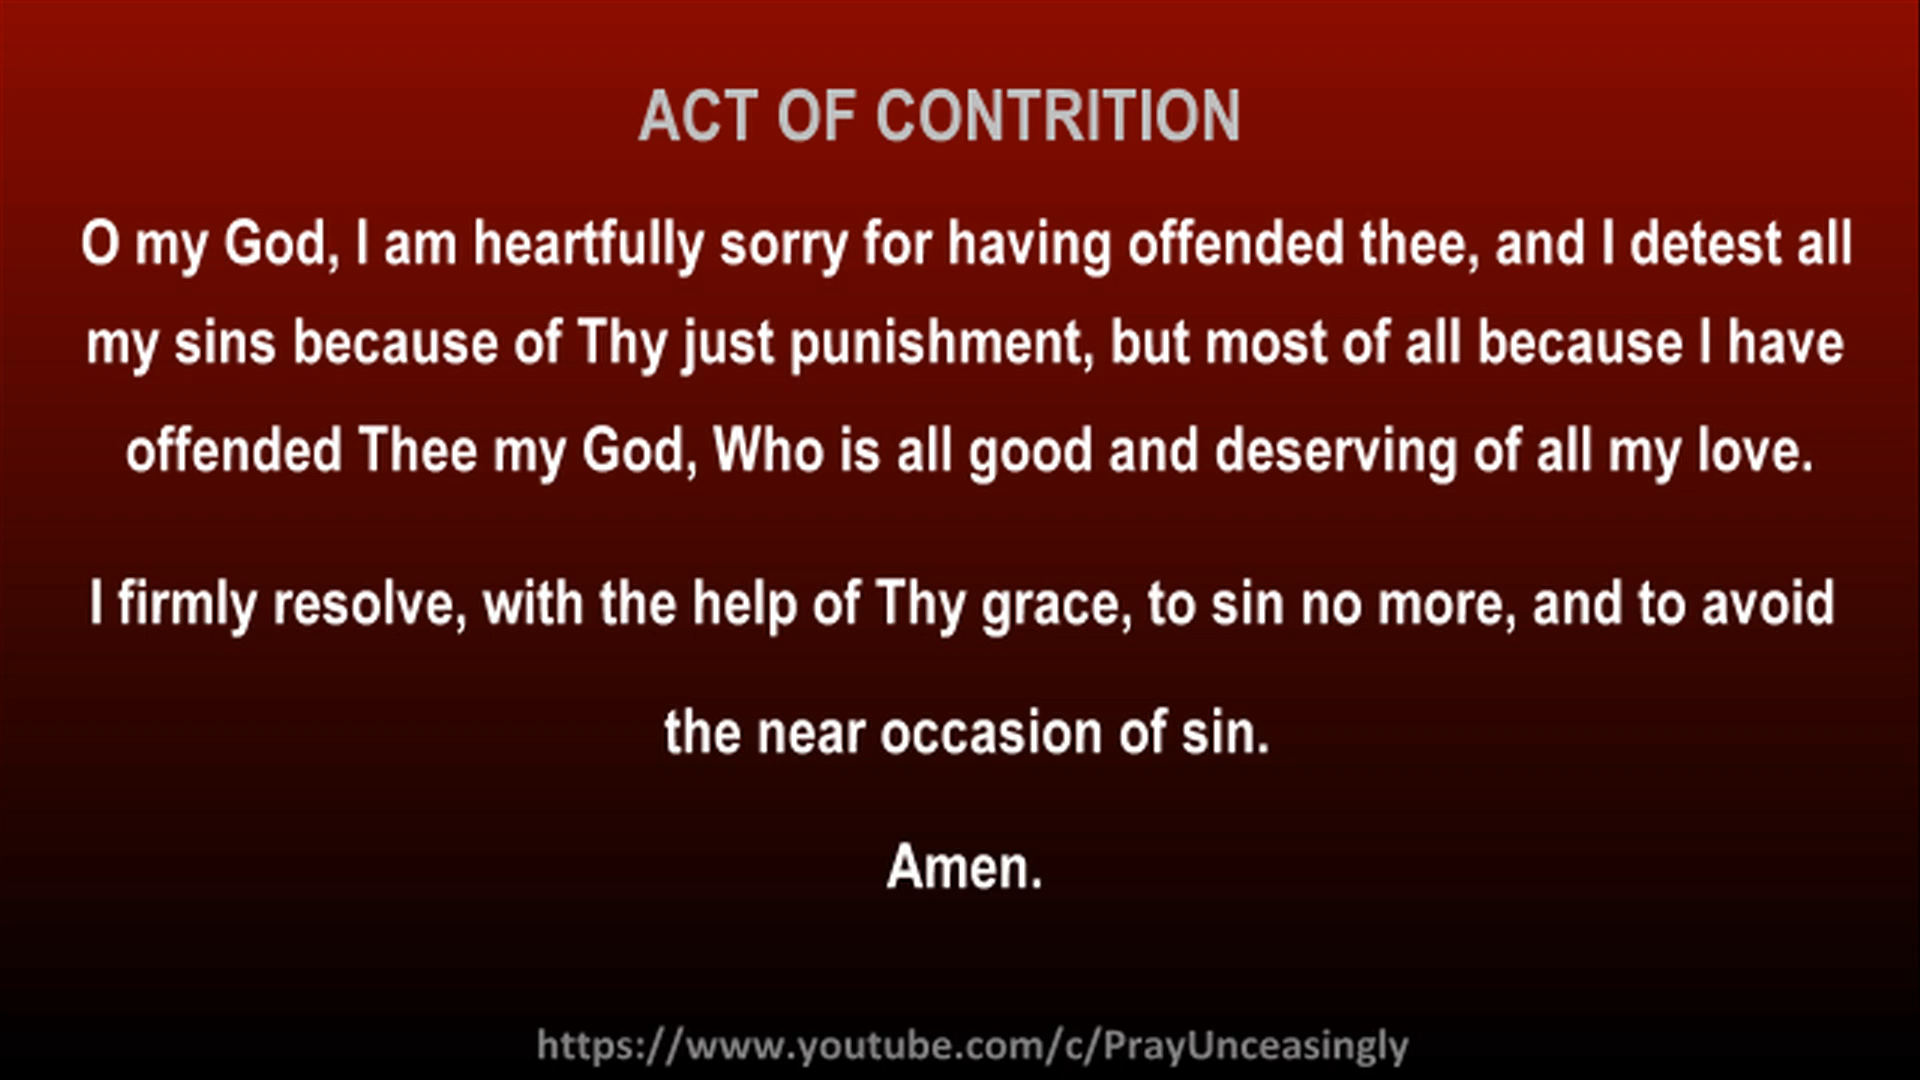 ACT OF CONTRITION
O my God, I am heartfully sorry for having offended thee, and I detest all
my sins because of Thy just punishment, but most of all because I have
offended Thee my God, Who is all good and deserving of all my love.
I firmly resolve, with the help of Thy grace, to sin no more, and to avoid
the near occasion of sin.
Amen.
https://www.youtube.com/c/PrayUnceasingly